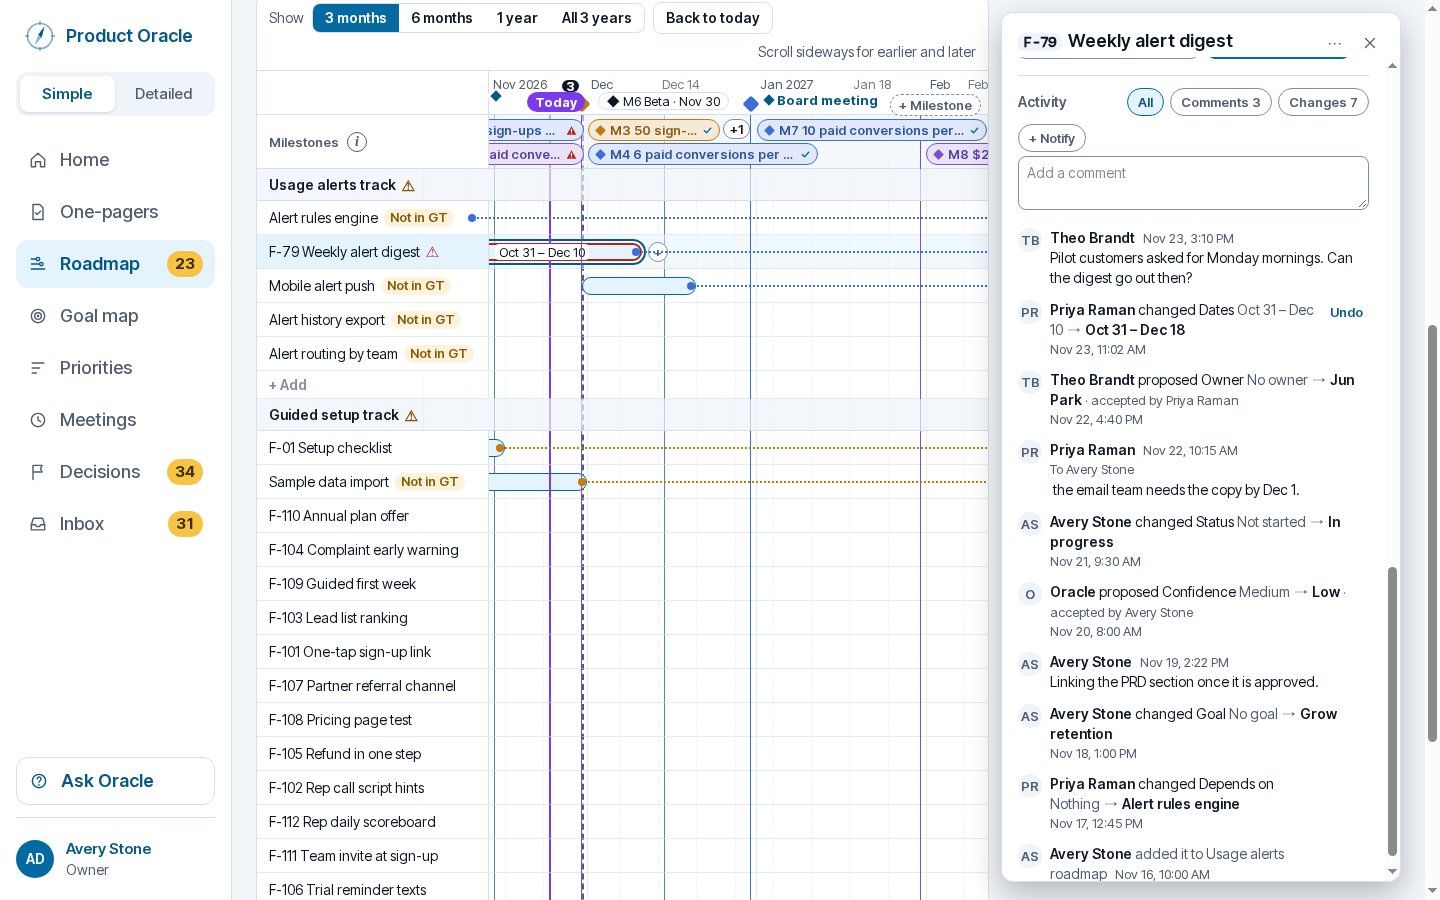 Product Oracle
Simple
Detailed
Home
One-pagers
Roadmap 23
Goal map
Priorities
Meetings
Decisions 34
Inbox 31
Ask Oracle
AD
Avery Stone
Owner
Show 3 months 6 months 1 year All 3 years Back to today
Scroll sideways for earlier and later
Nov 2026 3 Dec Dec 14 Jan 2027 Jan 18 Feb Feb
Today M6 Beta · Nov 30 Board meeting + Milestone
Milestones i
sign-ups ... M3 50 sign-... +1 M7 10 paid conversions per...
aid conve... M4 6 paid conversions per ... M8 $2
Usage alerts track
Alert rules engine Not in GT
F-79 Weekly alert digest Oct 31 – Dec 10
Mobile alert push Not in GT
Alert history export Not in GT
Alert routing by team Not in GT
+ Add
Guided setup track
F-01 Setup checklist
Sample data import Not in GT
F-110 Annual plan offer
F-104 Complaint early warning
F-109 Guided first week
F-103 Lead list ranking
F-101 One-tap sign-up link
F-107 Partner referral channel
F-108 Pricing page test
F-105 Refund in one step
F-102 Rep call script hints
F-112 Rep daily scoreboard
F-111 Team invite at sign-up
F-106 Trial reminder texts
F-79 Weekly alert digest ...
Activity All Comments 3 Changes 7
+ Notify
Add a comment
TB Theo Brandt Nov 23, 3:10 PM
Pilot customers asked for Monday mornings. Can
the digest go out then?
PR Priya Raman changed Dates Oct 31 – Dec
10 → Oct 31 – Dec 18
Undo
Nov 23, 11:02 AM
TB Theo Brandt proposed Owner No owner → Jun
Park · accepted by Priya Raman
Nov 22, 4:40 PM
PR Priya Raman Nov 22, 10:15 AM
To Avery Stone
the email team needs the copy by Dec 1.
AS Avery Stone changed Status Not started → In
progress
Nov 21, 9:30 AM
O Oracle proposed Confidence Medium → Low ·
accepted by Avery Stone
Nov 20, 8:00 AM
AS Avery Stone Nov 19, 2:22 PM
Linking the PRD section once it is approved.
AS Avery Stone changed Goal No goal → Grow
retention
Nov 18, 1:00 PM
PR Priya Raman changed Depends on
Nothing → Alert rules engine
Nov 17, 12:45 PM
AS Avery Stone added it to Usage alerts
roadmap Nov 16, 10:00 AM